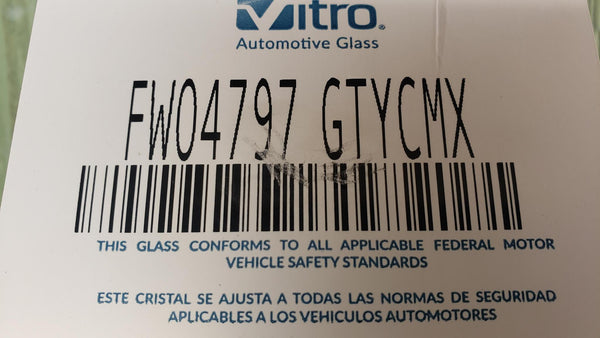 Vitro®
Automotive Glass
FW04797 GTYCMX
THIS GLASS CONFORMS TO ALL APPLICABLE FEDERAL MOTOR
VEHICLE SAFETY STANDARDS
ESTE CRISTAL SE AJUSTA A TODAS LAS NORMAS DE SEGURIDAD
APLICABLES A LOS VEHICULOS AUTOMOTORES